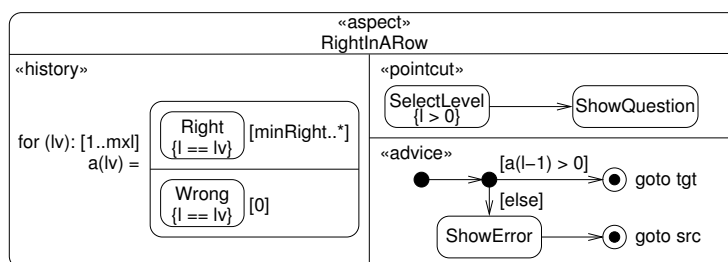 «aspect»
RightInARow
«history»
for (lv): [1..mxl]
a(lv) =
Right
{l == lv}
[minRight..*]
Wrong
{l == lv}
[0]
«pointcut»
SelectLevel
{l > 0}
ShowQuestion
«advice»
[a(l−1) > 0]
goto tgt
[else]
ShowError
goto src